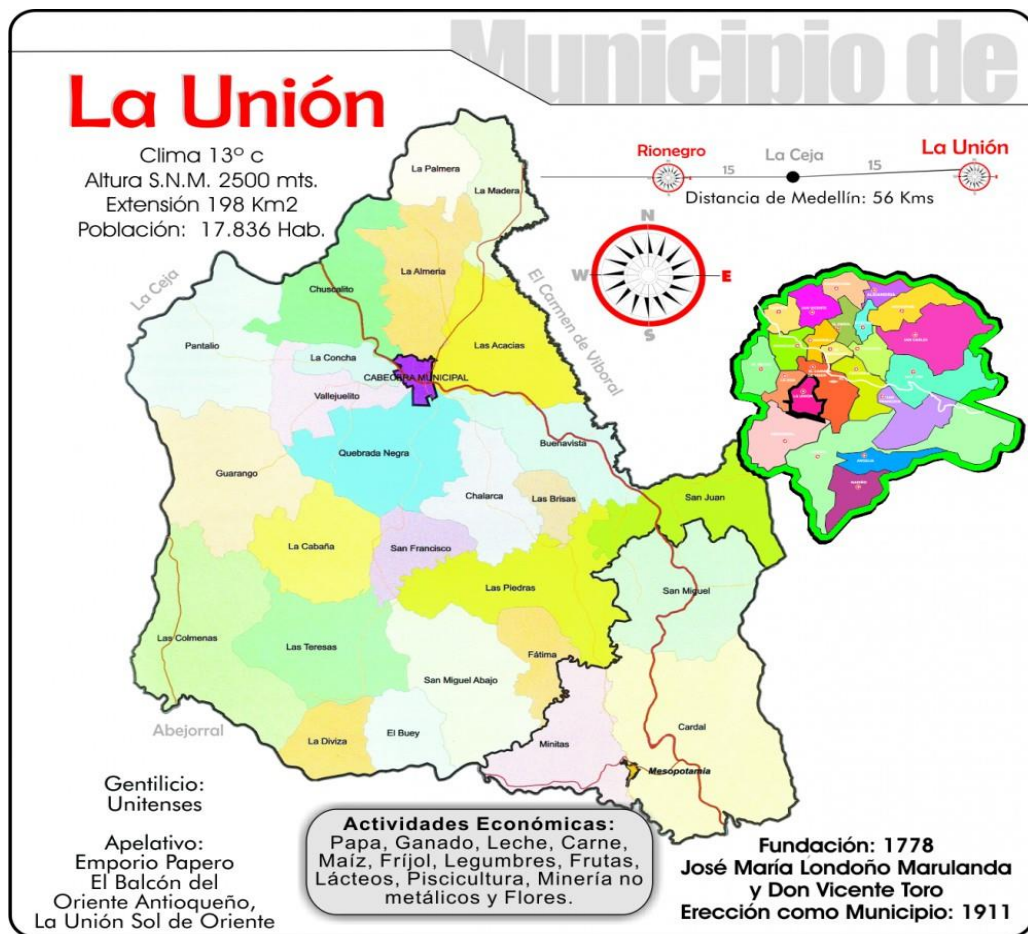 Municipio de
La Unión
Clima 13º c
Altura S.N.M. 2500 mts.
Extensión 198 Km2
Población: 17.836 Hab.
Rionegro
15
La Ceja
15
La Unión
Distancia de Medellín: 56 Kms
N
W
E
S
La Ceja
El Carmen de Viboral
Abejorral
La Palmera
La Madera
La Almeria
Chuscalito
Pantalio
La Concha
Las Acacias
CABECERA MUNICIPAL
Vallejuelito
Buenavista
Quebrada Negra
Guarango
Chalarca
Las Brisas
San Juan
La Cabaña
San Francisco
Las Piedras
San Miguel
Las Colmenas
Las Teresas
Fátima
San Miguel Abajo
Cardal
La Diviza
El Buey
Minitas
Mesopotamia
Gentilicio:
Unitenses
Apelativo:
Emporio Papero
El Balcón del
Oriente Antioqueño,
La Unión Sol de Oriente
Actividades Económicas:
Papa, Ganado, Leche, Carne,
Maíz, Fríjol, Legumbres, Frutas,
Lácteos, Piscicultura, Minería no
metálicos y Flores.
Fundación: 1778
José María Londoño Marulanda
y Don Vicente Toro
Erección como Municipio: 1911